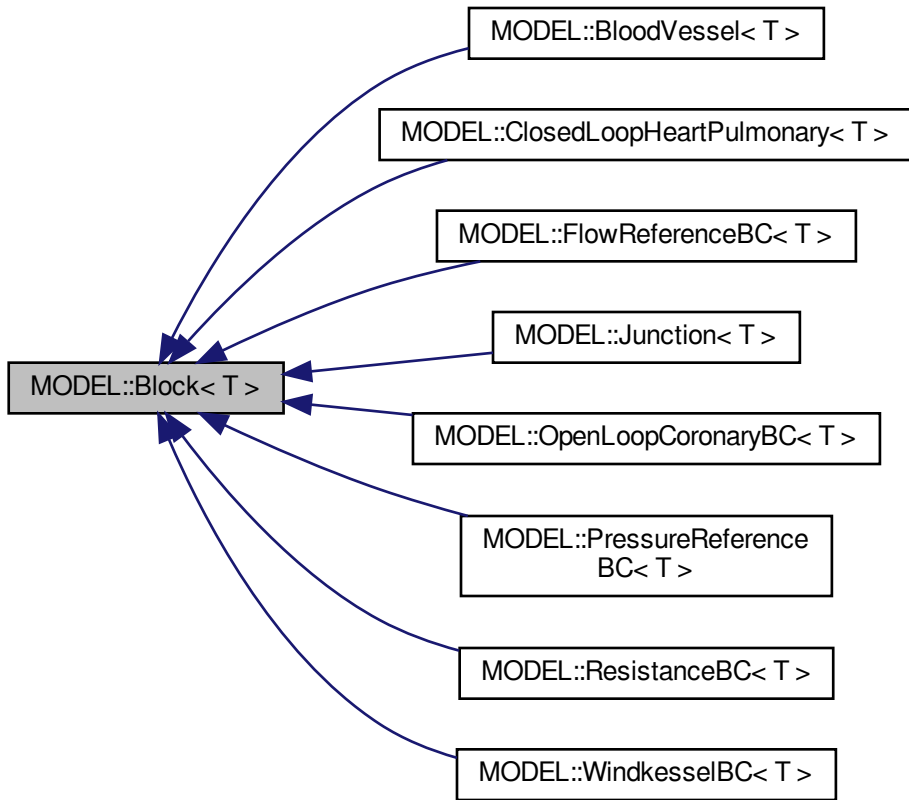 MODEL::BloodVessel< T >
MODEL::ClosedLoopHeartPulmonary< T >
MODEL::FlowReferenceBC< T >
MODEL::Junction< T >
MODEL::Block< T >
MODEL::OpenLoopCoronaryBC< T >
MODEL::PressureReference
BC< T >
MODEL::ResistanceBC< T >
MODEL::WindkesselBC< T >